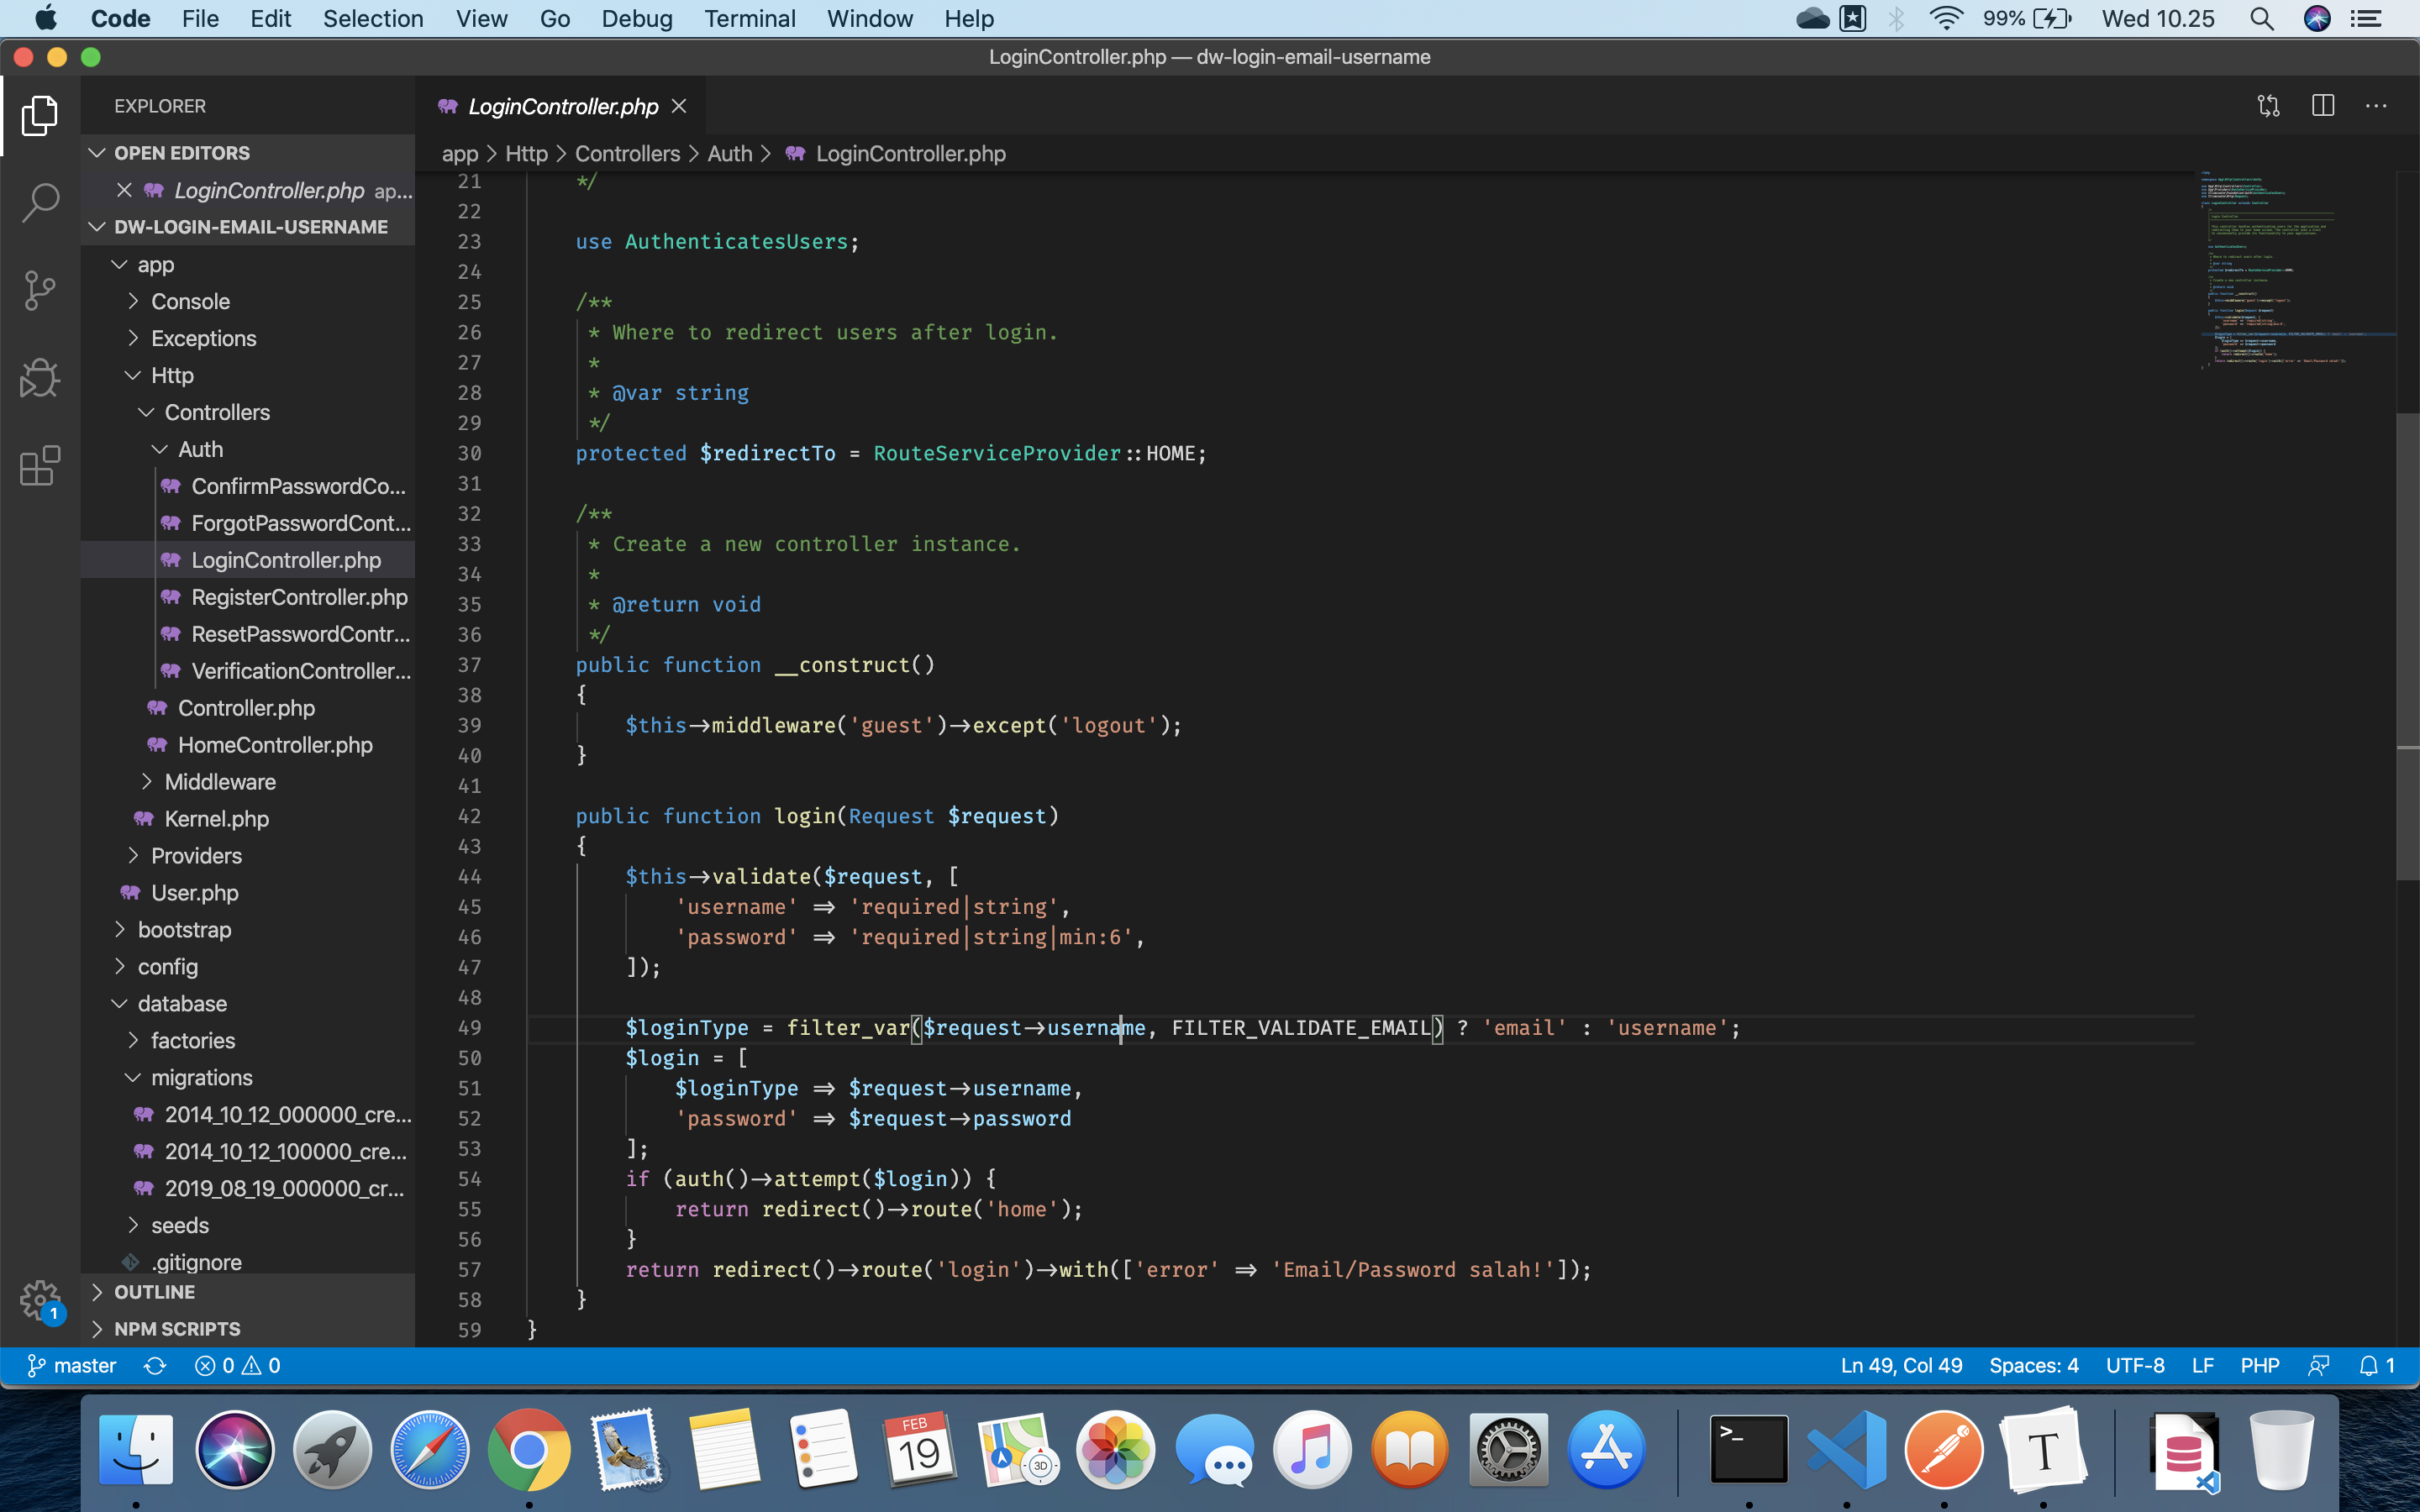 Code File Edit Selection View Go Debug Terminal Window Help 99% Wed 10.25
LoginController.php — dw-login-email-username
EXPLORER
OPEN EDITORS
LoginController.php ap...
DW-LOGIN-EMAIL-USERNAME
app
Console
Exceptions
Http
Controllers
Auth
ConfirmPasswordCo...
ForgotPasswordCont...
LoginController.php
RegisterController.php
ResetPasswordContr...
VerificationController...
Controller.php
HomeController.php
Middleware
Kernel.php
Providers
User.php
bootstrap
config
database
factories
migrations
2014_10_12_000000_cre...
2014_10_12_100000_cre...
2019_08_19_000000_cr...
seeds
.gitignore
OUTLINE
NPM SCRIPTS
1
LoginController.php
app > Http > Controllers > Auth > LoginController.php
21 */
22
23 use AuthenticatesUsers;
24
25 /**
26 * Where to redirect users after login.
27 *
28 * @var string
29 */
30 protected $redirectTo = RouteServiceProvider::HOME;
31
32 /**
33 * Create a new controller instance.
34 *
35 * @return void
36 */
37 public function __construct()
38 {
39 $this->middleware('guest')->except('logout');
40 }
41
42 public function login(Request $request)
43 {
44 $this->validate($request, [
45 'username' => 'required|string',
46 'password' => 'required|string|min:6',
47 ]);
48
49 $loginType = filter_var($request->username, FILTER_VALIDATE_EMAIL) ? 'email' : 'username';
50 $login = [
51 $loginType => $request->username,
52 'password' => $request->password
53 ];
54 if (auth()->attempt($login)) {
55 return redirect()->route('home');
56 }
57 return redirect()->route('login')->with(['error' => 'Email/Password salah!']);
58 }
59 }
master 0 0 Ln 49, Col 49 Spaces: 4 UTF-8 LF PHP 1
FEB
19
3D
>_
T